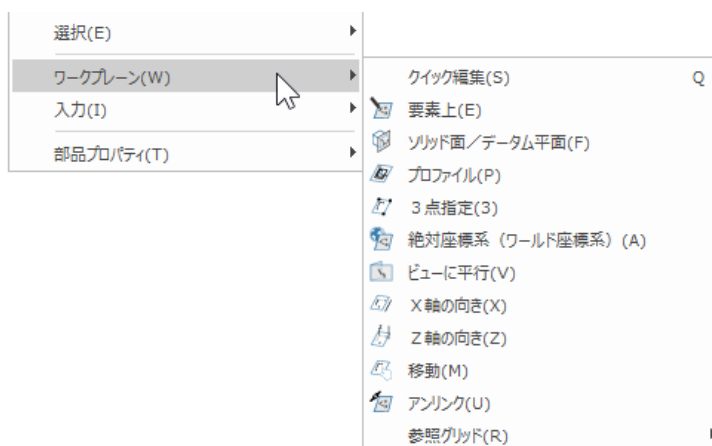 選択(E)
ワークプレーン(W)
入力(I)
部品プロパティ(T)
クイック編集(S) Q
要素上(E)
ソリッド面／データム平面(F)
プロファイル(P)
３点指定(3)
絶対座標系（ワールド座標系）(A)
ビューに平行(V)
Ｘ軸の向き(X)
Ｚ軸の向き(Z)
移動(M)
アンリンク(U)
参照グリッド(R)